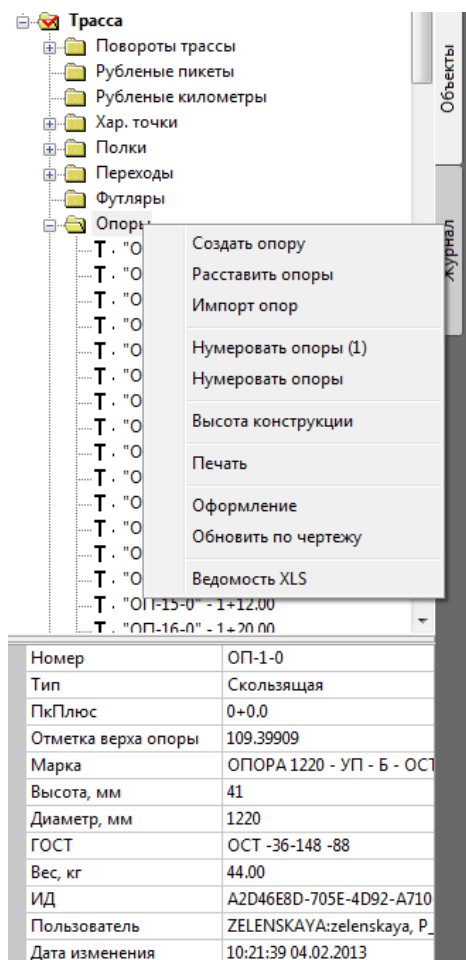 Трасса
Повороты трассы
Рубленые пикеты
Рубленые километры
Хар. точки
Полки
Переходы
Футляры
Опоры
Объекты
Журнал
Создать опору
Расставить опоры
Импорт опор
Нумеровать опоры (1)
Нумеровать опоры
Высота конструкции
Печать
Оформление
Обновить по чертежу
Ведомость XLS
"О
"О
"О
"О
"О
"О
"О
"О
"О
"О
"О
"О
"О
"О
"ОП-15-0" - 1+12.00
"ОП-16-0" - 1+20.00
Номер ОП-1-0
Тип Скользящая
ПкПлюс 0+0.0
Отметка верха опоры 109.39909
Марка ОПОРА 1220 - УП - Б - ОСТ
Высота, мм 41
Диаметр, мм 1220
ГОСТ ОСТ -36-148 -88
Вес, кг 44.00
ИД A2D46E8D-705E-4D92-A710
Пользователь ZELENSKAYA:zelenskaya, P_
Дата изменения 10:21:39 04.02.2013